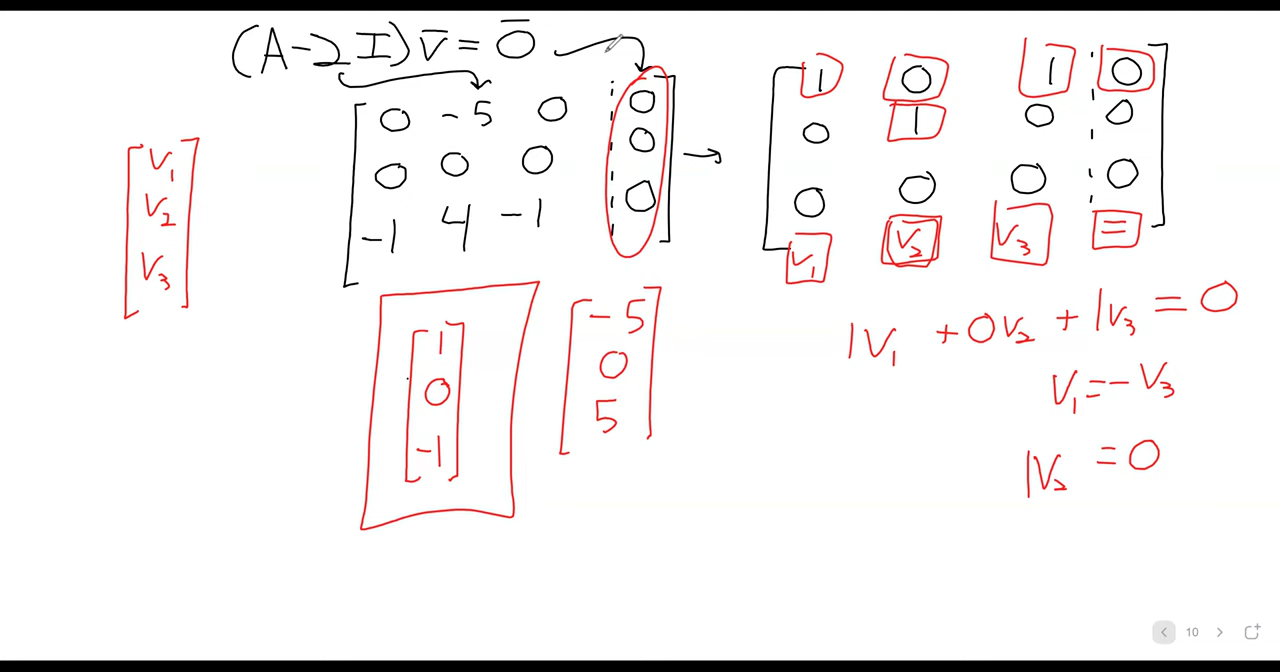 (A-2I)v̄ = 0̄
[v₁
v₂
v₃]
[0 -5 0 ¦ 0
0 0 0 ¦ 0
-1 4 -1 ¦ 0]
→
[1 0 1 ¦ 0
0 1 0 ¦ 0
0 0 0 ¦ 0]
v₁ v₂ v₃ =
[1
0
-1]
[-5
0
5]
1v₁ + 0v₂ + 1v₃ = 0
v₁ = -v₃
1v₂ = 0
10